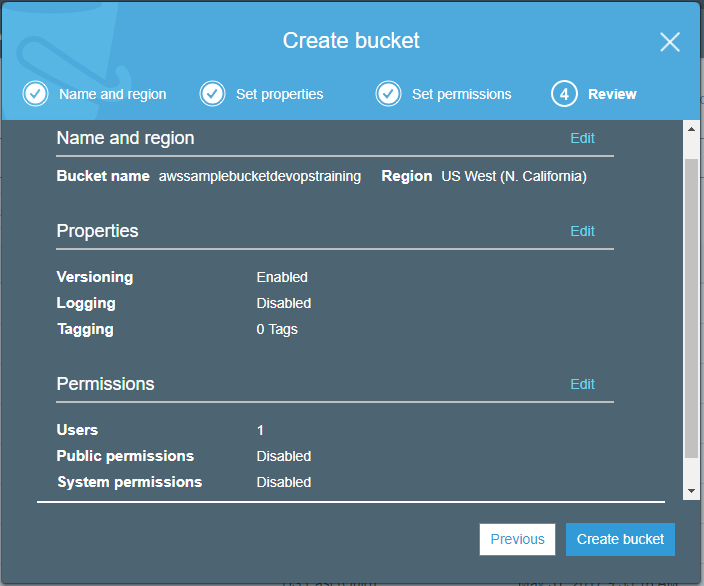 Create bucket
Name and region Set properties Set permissions 4 Review
Name and region Edit
Bucket name awssamplebucketdevopstraining Region US West (N. California)
Properties Edit
Versioning Enabled
Logging Disabled
Tagging 0 Tags
Permissions Edit
Users 1
Public permissions Disabled
System permissions Disabled
Previous Create bucket